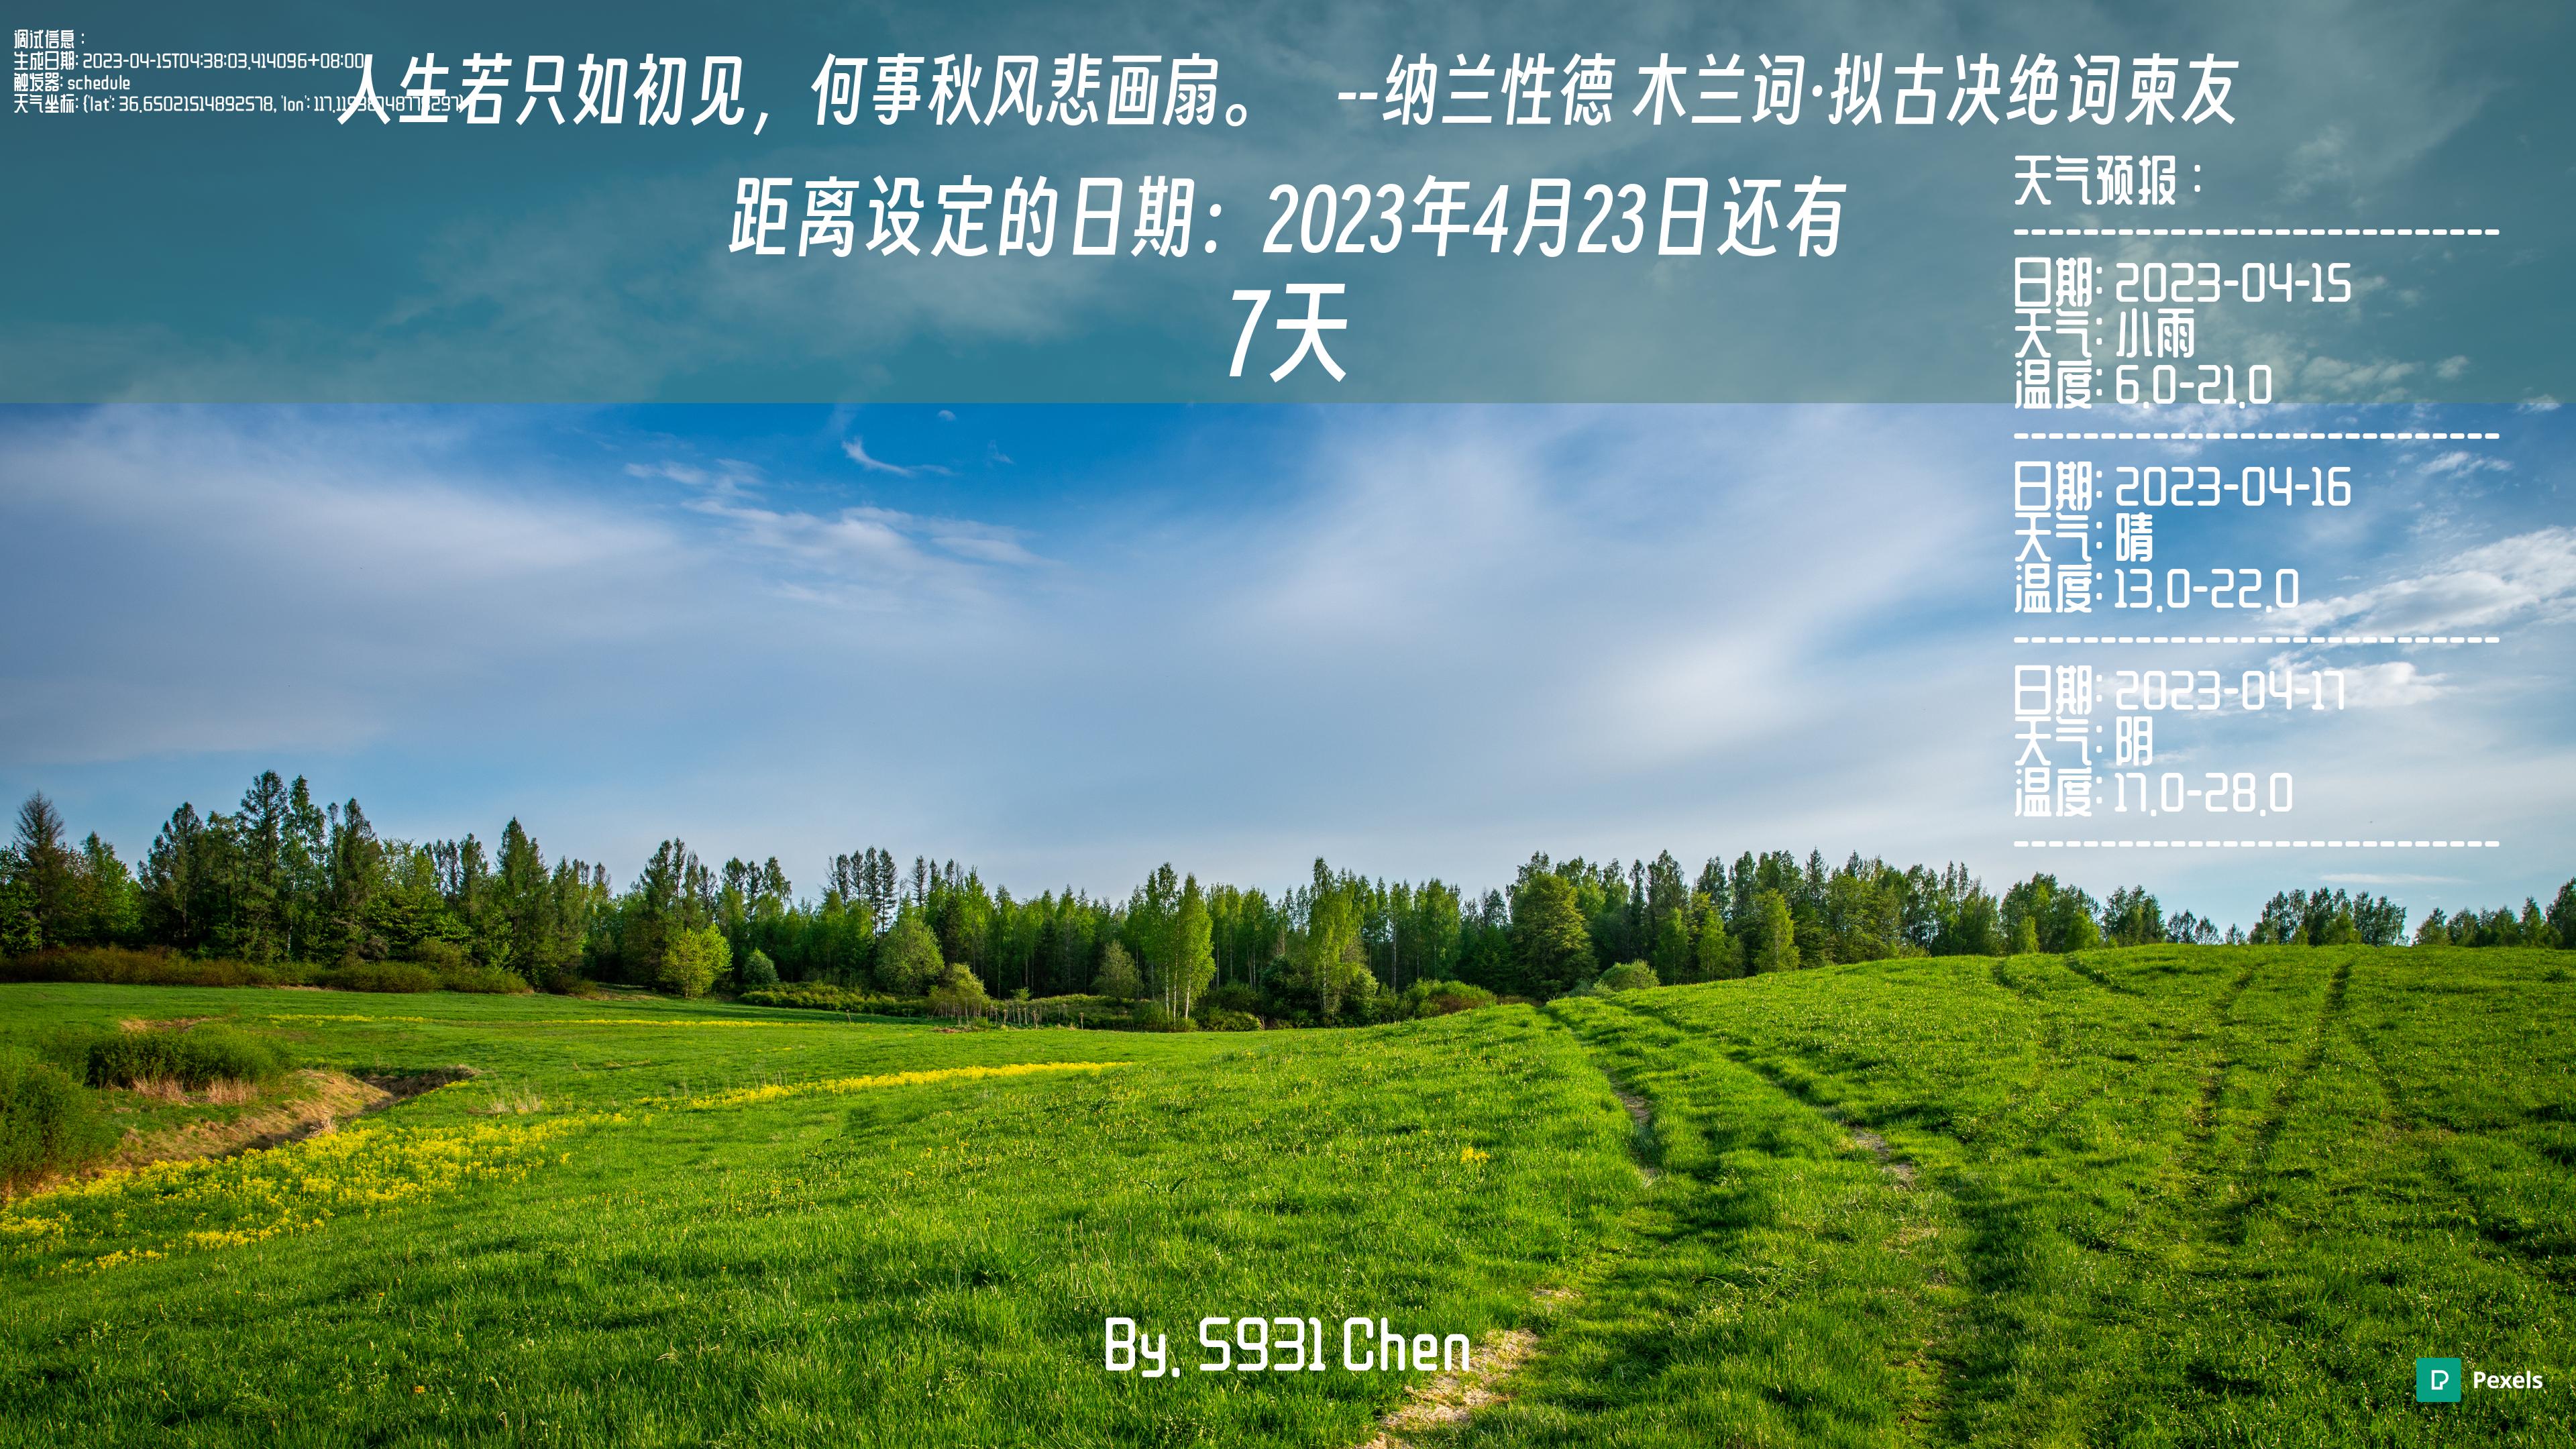 调试信息：
生成日期: 2023-04-15T04:38:03.414096+08:00
触发器: schedule
天气坐标: {'lat': 36.65021514892578, 'lon':
人生若只如初见，何事秋风悲画扇。 --纳兰性德 木兰词·拟古决绝词柬友
距离设定的日期：2023年4月23日还有
7天
天气预报：
----------------------------
日期: 2023-04-15
天气: 小雨
温度: 6.0-21.0
----------------------------
日期: 2023-04-16
天气: 晴
温度: 13.0-22.0
----------------------------
日期: 2023-04-17
天气: 阴
温度: 17.0-28.0
----------------------------
By. S931 Chen
Pexels